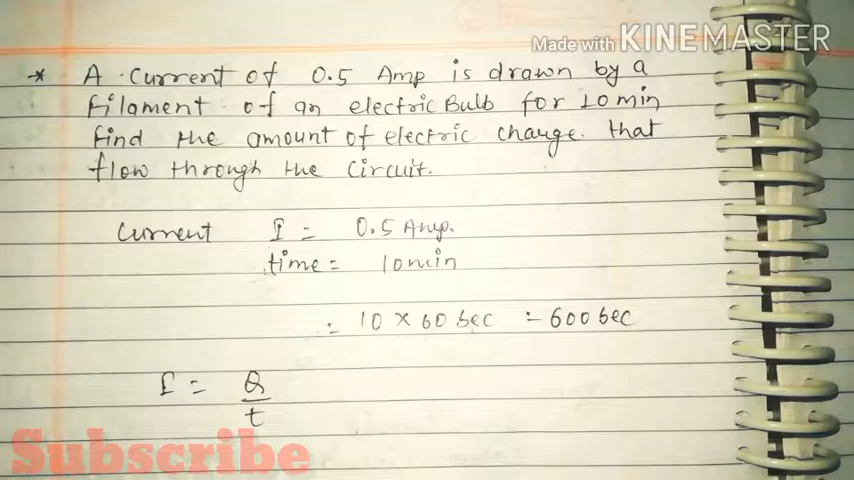 Made with KINEMASTER
* A current of 0.5 Amp is drawn by a
filament of an electric Bulb for 10 min
find the amount of electric charge. that
flow through the circuit.
current I = 0.5 Amp.
time = 10 min
= 10 × 60 sec = 600 sec
I = Q
t
Subscribe